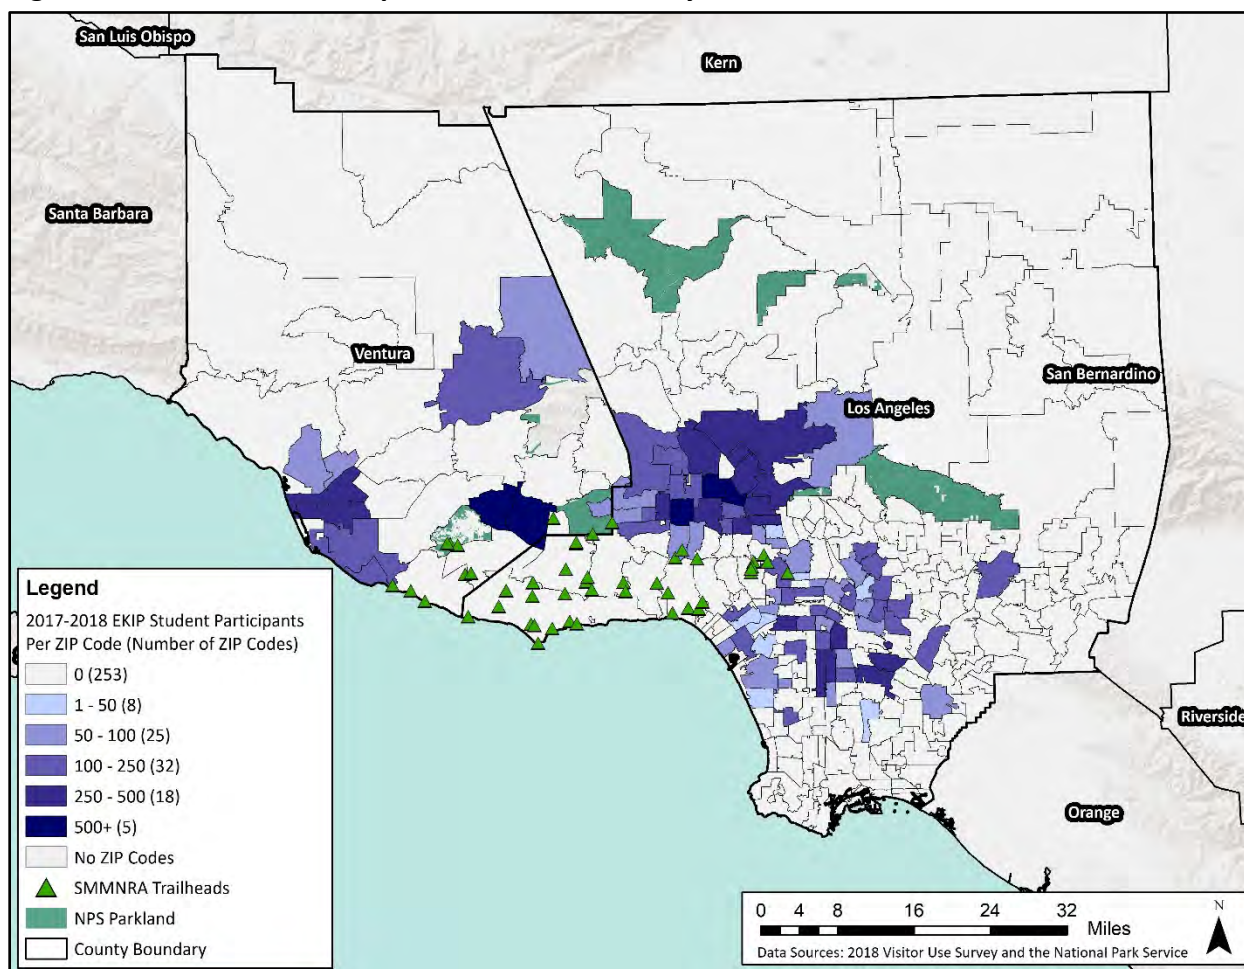 San Luis Obispo
Kern
Santa Barbara
Ventura
San Bernardino
Los Angeles
Riverside
Orange
Legend
2017-2018 EKIP Student Participants
Per ZIP Code (Number of ZIP Codes)
0 (253)
1 - 50 (8)
50 - 100 (25)
100 - 250 (32)
250 - 500 (18)
500+ (5)
No ZIP Codes
SMMNRA Trailheads
NPS Parkland
County Boundary
N
0 4 8 16 24 32
Miles
Data Sources: 2018 Visitor Use Survey and the National Park Service